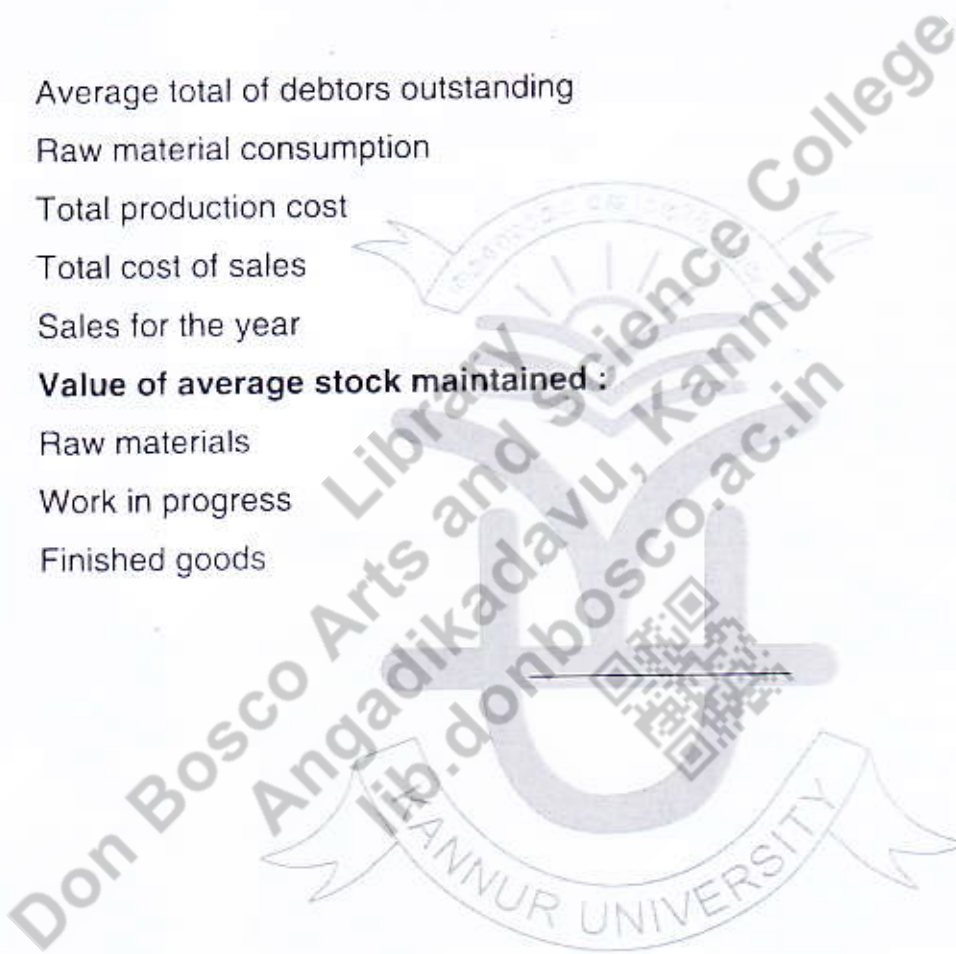 Average total of debtors outstanding
Raw material consumption
Total production cost
Total cost of sales
Sales for the year
Value of average stock maintained :
Raw materials
Work in progress
Finished goods
Library
Don Bosco Arts and Science College
Angadikadavu, Kannur
lib.donbosco.ac.in
KANNUR UNIVERSITY